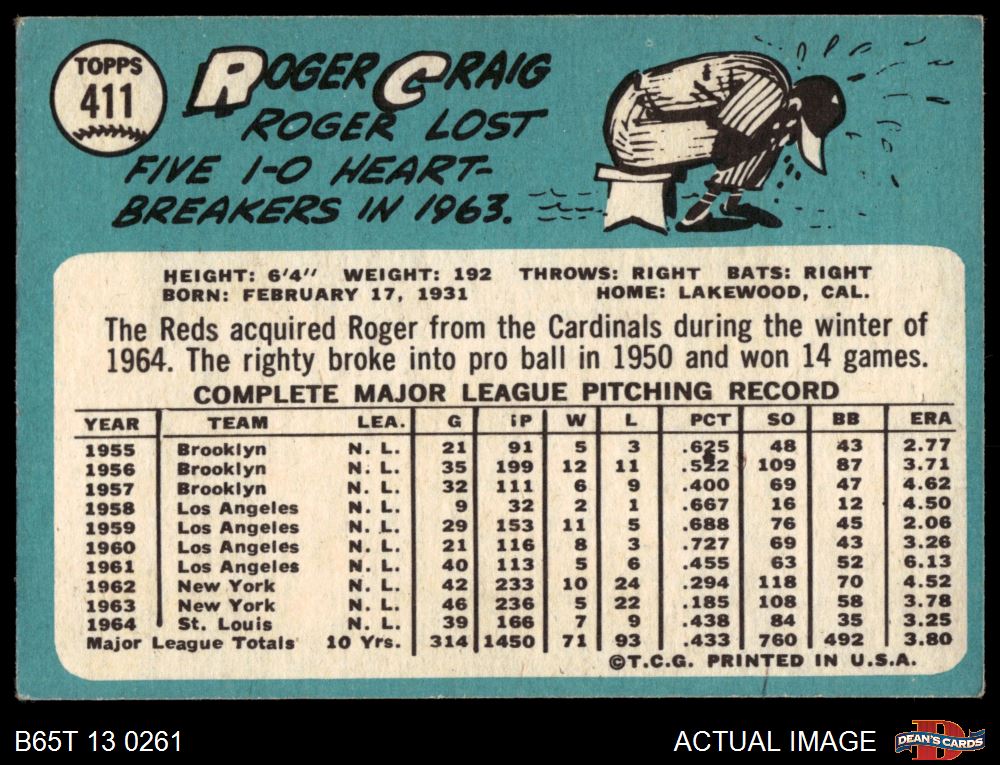 TOPPS
411
ROGER CRAIG
ROGER LOST
FIVE 1-0 HEART-
BREAKERS IN 1963.
HEIGHT: 6'4" WEIGHT: 192 THROWS: RIGHT BATS: RIGHT
BORN: FEBRUARY 17, 1931 HOME: LAKEWOOD, CAL.
The Reds acquired Roger from the Cardinals during the winter of
1964. The righty broke into pro ball in 1950 and won 14 games.
COMPLETE MAJOR LEAGUE PITCHING RECORD
YEAR TEAM LEA. G IP W L PCT SO BB ERA
1955 Brooklyn N. L. 21 91 5 3 .625 48 43 2.77
1956 Brooklyn N. L. 35 199 12 11 .522 109 87 3.71
1957 Brooklyn N. L. 32 111 6 9 .400 69 47 4.62
1958 Los Angeles N. L. 9 32 2 1 .667 16 12 4.50
1959 Los Angeles N. L. 29 153 11 5 .688 76 45 2.06
1960 Los Angeles N. L. 21 116 8 3 .727 69 43 3.26
1961 Los Angeles N. L. 40 113 5 6 .455 63 52 6.13
1962 New York N. L. 42 233 10 24 .294 118 70 4.52
1963 New York N. L. 46 236 5 22 .185 108 58 3.78
1964 St. Louis N. L. 39 166 7 9 .438 84 35 3.25
Major League Totals 10 Yrs. 314 1450 71 93 .433 760 492 3.80
©T.C.G. PRINTED IN U.S.A.
B65T 13 0261 ACTUAL IMAGE DEAN'S CARDS